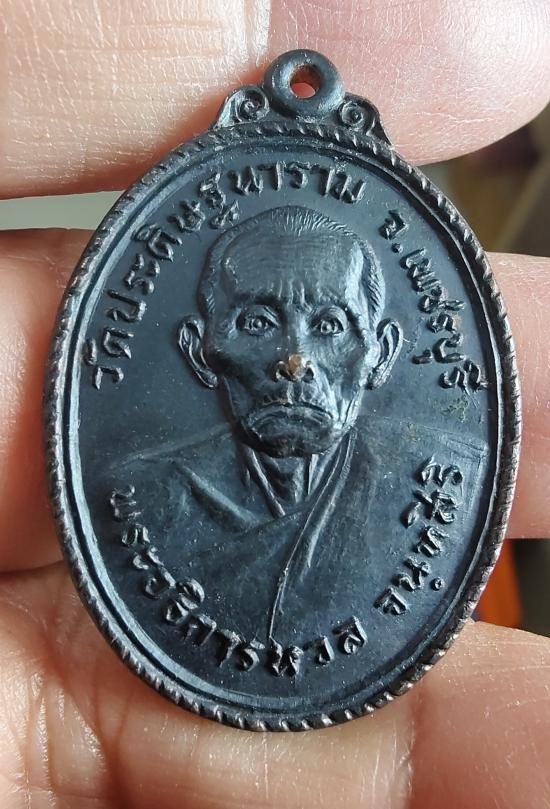 วัดประดิษฐนาราม จ.เพชรบุรี
พระอธิการหวล จนฺทสิริ